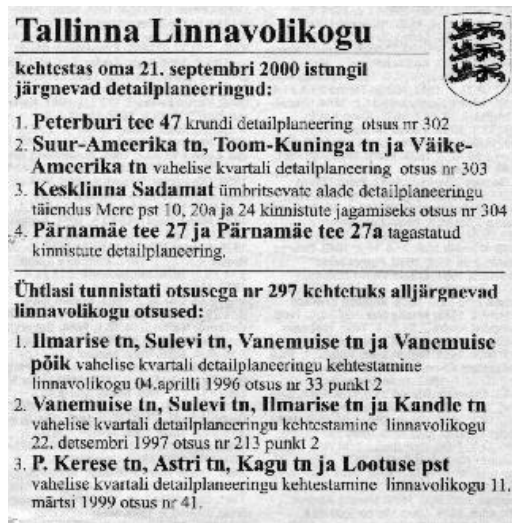 Tallinna Linnavolikogu
kehtestas oma 21. septembri 2000 istungil
järgnevad detailplaneeringud:
1. Peterburi tee 47 krundi detailplaneering otsus nr 302
2. Suur-Ameerika tn, Toom-Kuninga tn ja Väike-
Ameerika tn vahelise kvartali detailplaneering otsus nr 303
3. Kesklinna Sadamat ümbritsevate alade detailplaneeringu
täiendus Mere pst 10, 20a ja 24 kinnistute jagamiseks otsus nr 304
4. Pärnamäe tee 27 ja Pärnamäe tee 27a tagastatud
kinnistute detailplaneering.
Ühtlasi tunnistati otsusega nr 297 kehtetuks alljärgnevad
linnavolikogu otsused:
1. Ilmarise tn, Sulevi tn, Vanemuise tn ja Vanemuise
põik vahelise kvartali detailplaneeringu kehtestamine
linnavolikogu 04.aprilli 1996 otsus nr 33 punkt 2
2. Vanemuise tn, Sulevi tn, Ilmarise tn ja Kandle tn
vahelise kvartali detailplaneeringu kehtestamine linnavolikogu
22. detsembri 1997 otsus nr 213 punkt 2
3. P. Kerese tn, Astri tn, Kagu tn ja Lootuse pst
vahelise kvartali detailplaneeringu kehtestamine linnavolikogu 11.
märtsi 1999 otsus nr 41.